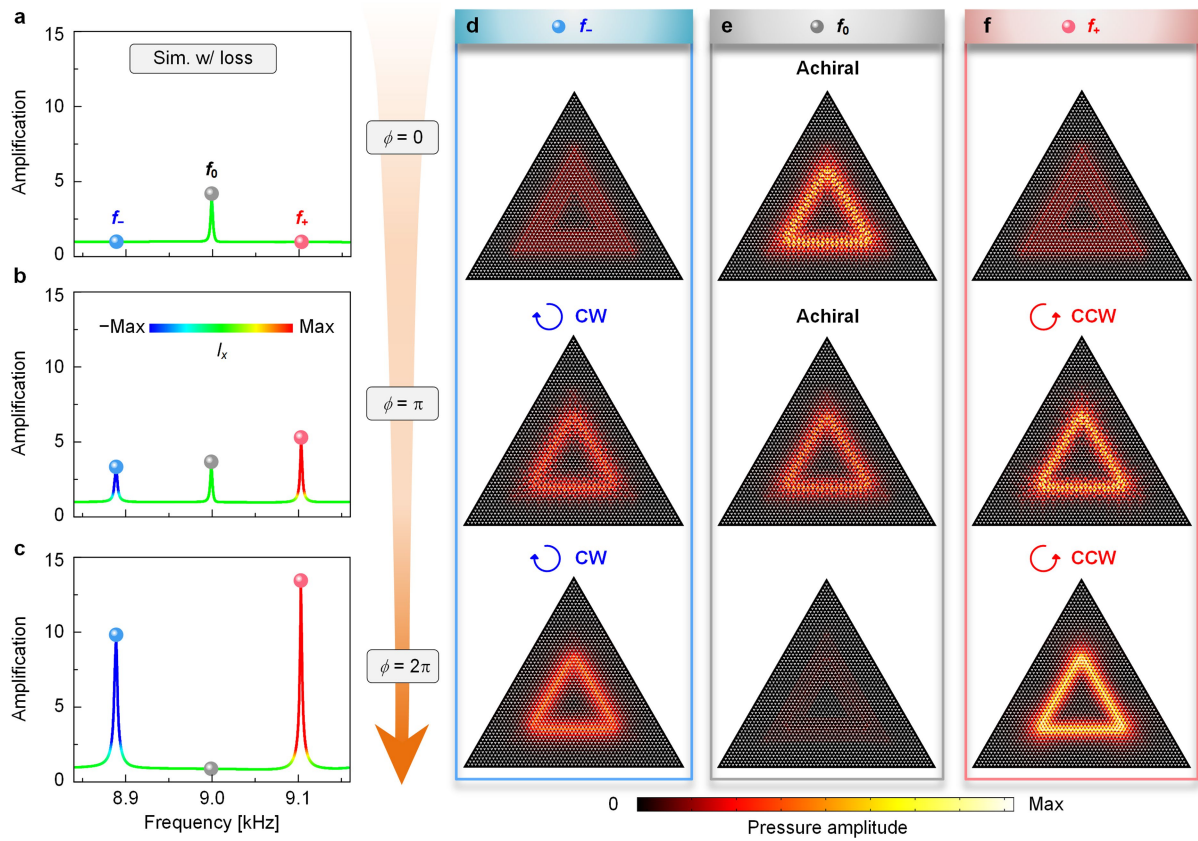 a
15
10
5
0
Amplification
Sim. w/ loss
f₋
f₀
f₊
b
15
10
5
0
Amplification
−Max
Max
Iₓ
c
15
10
5
0
Amplification
8.9
9.0
9.1
Frequency [kHz]
ϕ = 0
ϕ = π
ϕ = 2π
d
f₋
CW
CW
e
f₀
Achiral
Achiral
f
f₊
CCW
CCW
0
Max
Pressure amplitude